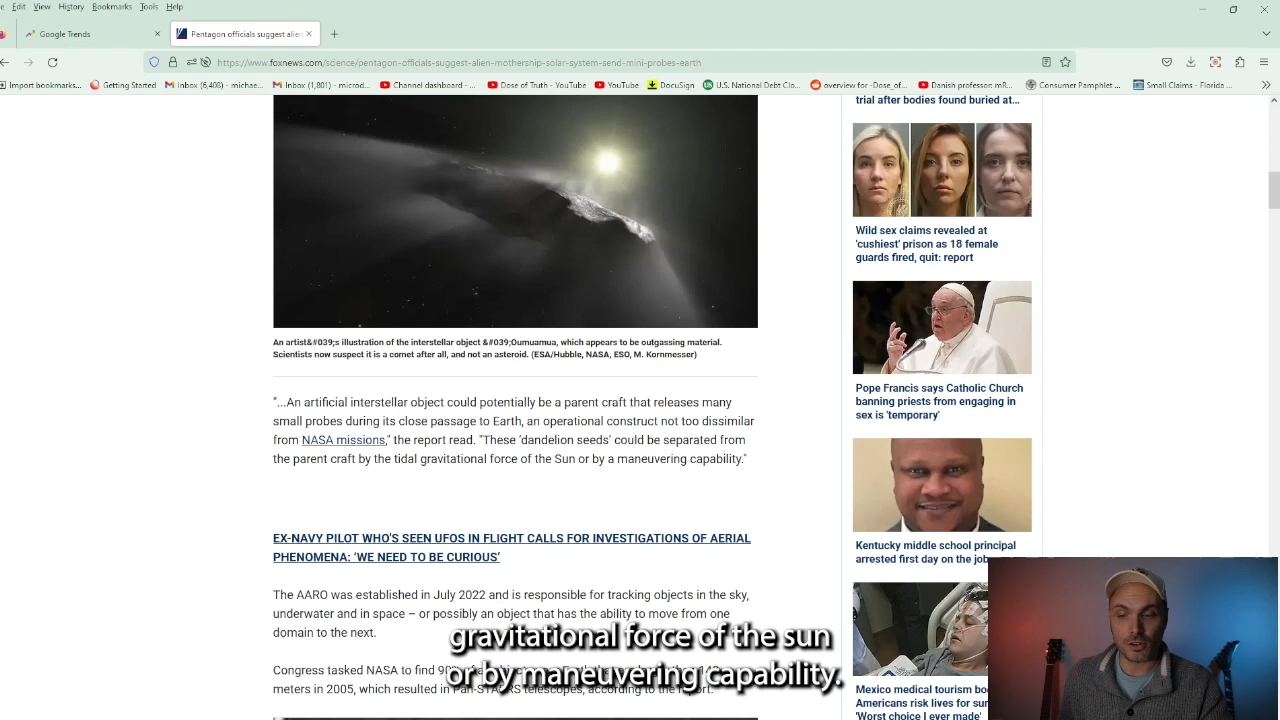 e Edit View History Bookmarks Tools Help
Google Trends
Pentagon officials suggest alien
https://www.foxnews.com/science/pentagon-officials-suggest-alien-mothership-solar-system-send-mini-probes-earth
Import bookmarks...
Getting Started
Inbox (1,150) - microd...
Inbox (1,801) - microd...
Channel dashboard - ...
Dose of Truth - YouTube
YouTube
DocuSign
U.S. National Debt Clo...
(8) overview for -Dose_of...
Danish professor: mR...
Consumer Pamphlet ...
Small Claims - Florida ...
trial after bodies found buried at...
Wild sex claims revealed at
'cushiest' prison as 18 female
guards fired, quit: report
An artist&#039;s illustration of the interstellar object &#039;Oumuamua, which appears to be outgassing material.
Scientists now suspect it is a comet after all, and not an asteroid. (ESA/Hubble, NASA, ESO, M. Kornmesser)
Pope Francis says Catholic Church
banning priests from engaging in
sex is 'temporary'
"...An artificial interstellar object could potentially be a parent craft that releases many
small probes during its close passage to Earth, an operational construct not too dissimilar
from NASA missions," the report read. "These 'dandelion seeds' could be separated from
the parent craft by the tidal gravitational force of the Sun or by a maneuvering capability."
EX-NAVY PILOT WHO'S SEEN UFOS IN FLIGHT CALLS FOR INVESTIGATIONS OF AERIAL
PHENOMENA: 'WE NEED TO BE CURIOUS'
Kentucky middle school principal
arrested first day on the job
The AARO was established in July 2022 and is responsible for tracking objects in the sky,
underwater and in space – or possibly an object that has the ability to move from one
domain to the next.
gravitational force of the sun
or by maneuvering capability.
Congress tasked NASA to find
meters in 2005, which resulted in Pan-STARRS telescopes, according to the report.
Mexico medical tourism
Americans risk lives for
'Worst choice I ever made'